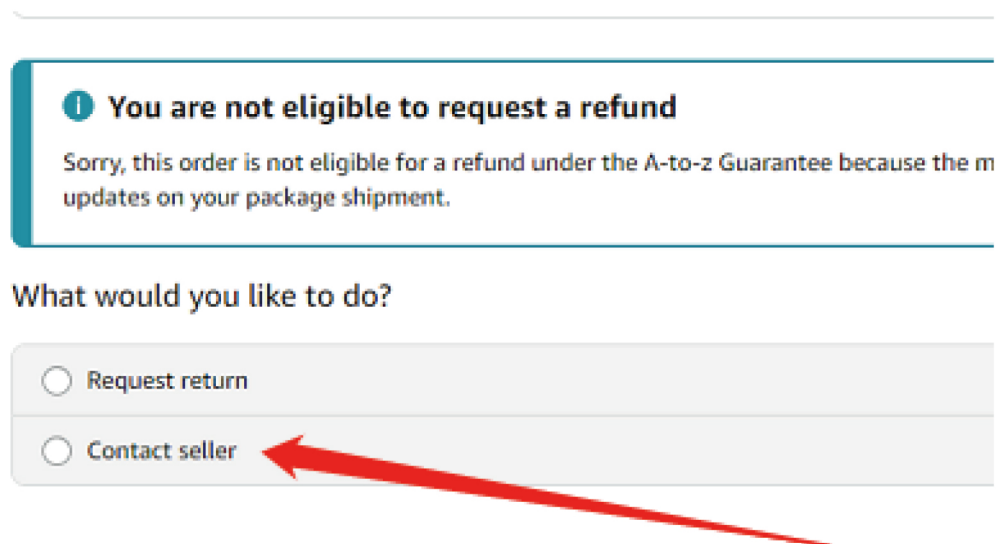 You are not eligible to request a refund
Sorry, this order is not eligible for a refund under the A-to-z Guarantee because the
updates on your package shipment.
What would you like to do?
Request return
Contact seller